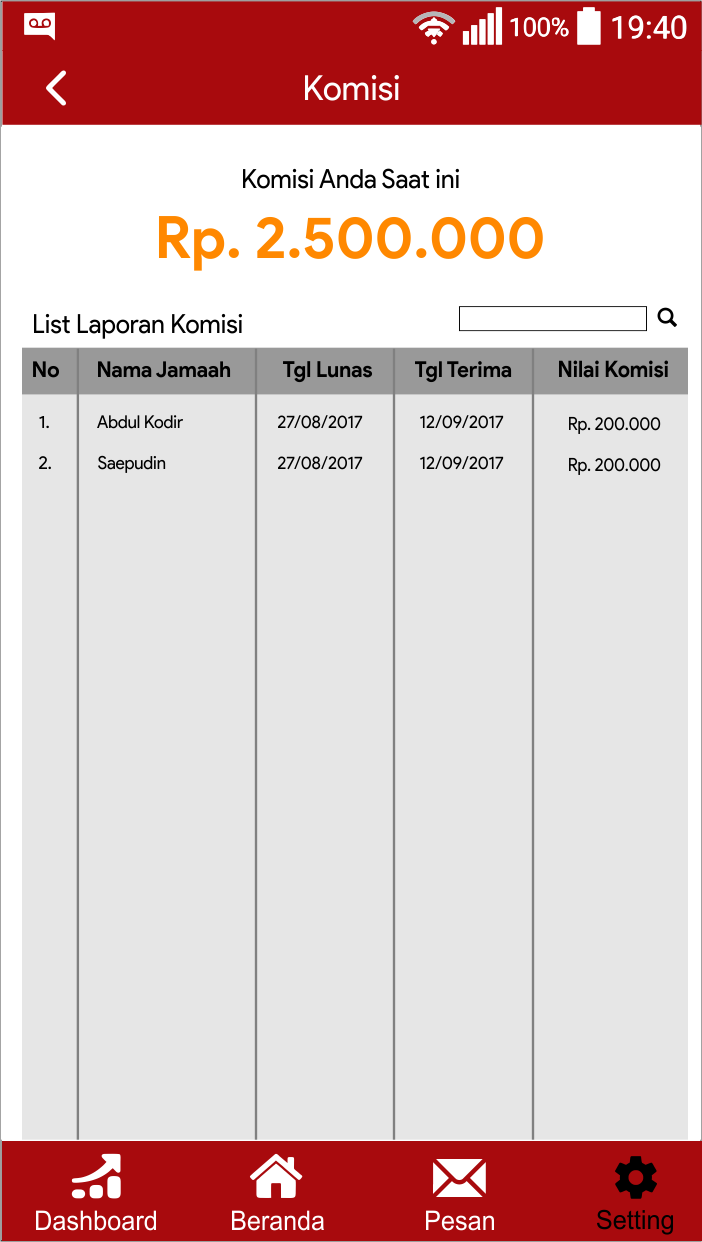 100% 19:40
Komisi
Komisi Anda Saat ini
Rp. 2.500.000
List Laporan Komisi
No Nama Jamaah Tgl Lunas Tgl Terima Nilai Komisi
1. Abdul Kodir 27/08/2017 12/09/2017 Rp. 200.000
2. Saepudin 27/08/2017 12/09/2017 Rp. 200.000
Dashboard Beranda Pesan Setting